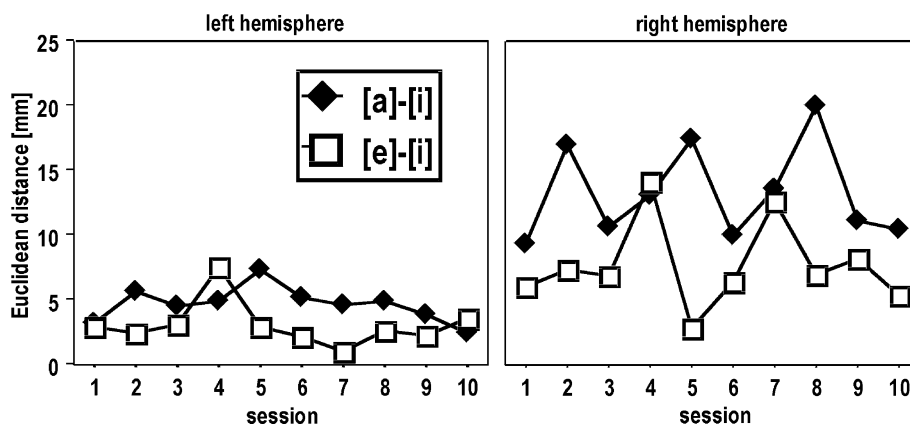 left hemisphere
right hemisphere
Euclidean distance [mm]
25
20
15
10
5
0
[a]-[i]
[e]-[i]
1 2 3 4 5 6 7 8 9 10
1 2 3 4 5 6 7 8 9 10
session
session